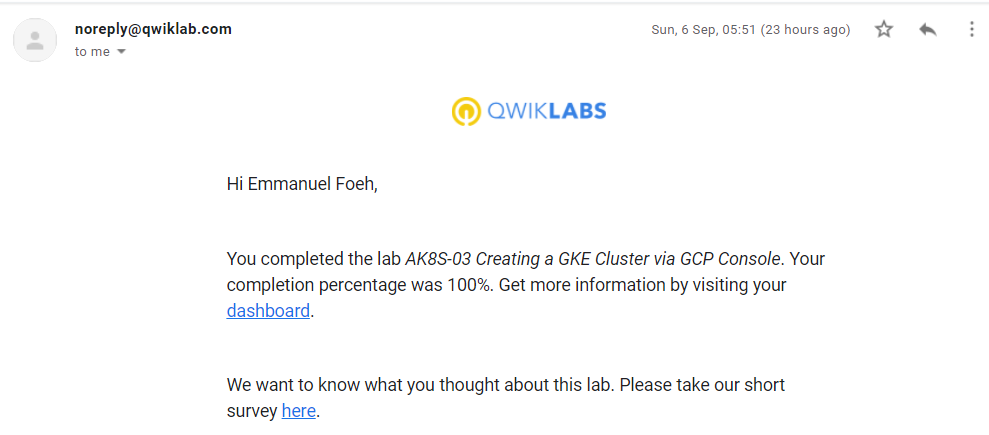 noreply@qwiklab.com
Sun, 6 Sep, 05:51 (23 hours ago)
to me
QWIKLABS
Hi Emmanuel Foeh,
You completed the lab AK8S-03 Creating a GKE Cluster via GCP Console. Your
completion percentage was 100%. Get more information by visiting your
dashboard.
We want to know what you thought about this lab. Please take our short
survey here.